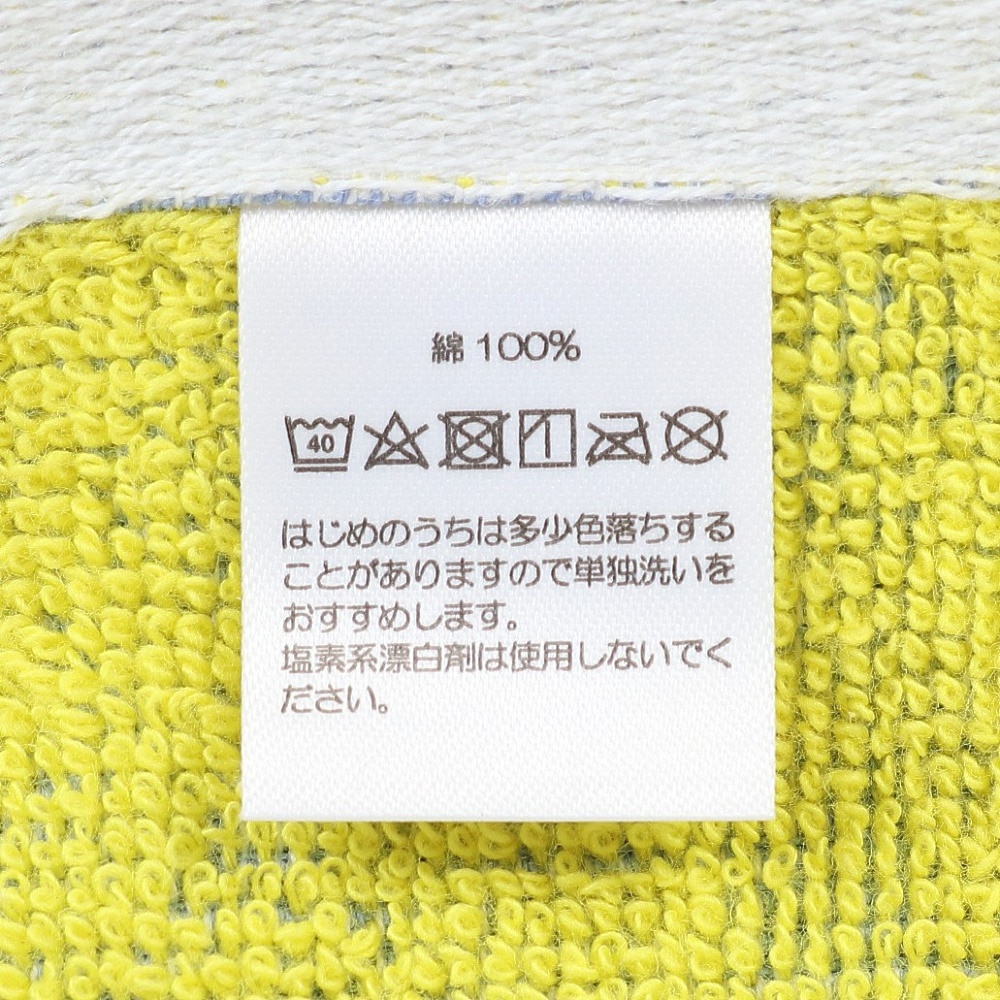 綿 100%
40
はじめのうちは多少色落ちする
ことがありますので単独洗いを
おすすめします。
塩素系漂白剤は使用しないでく
ださい。